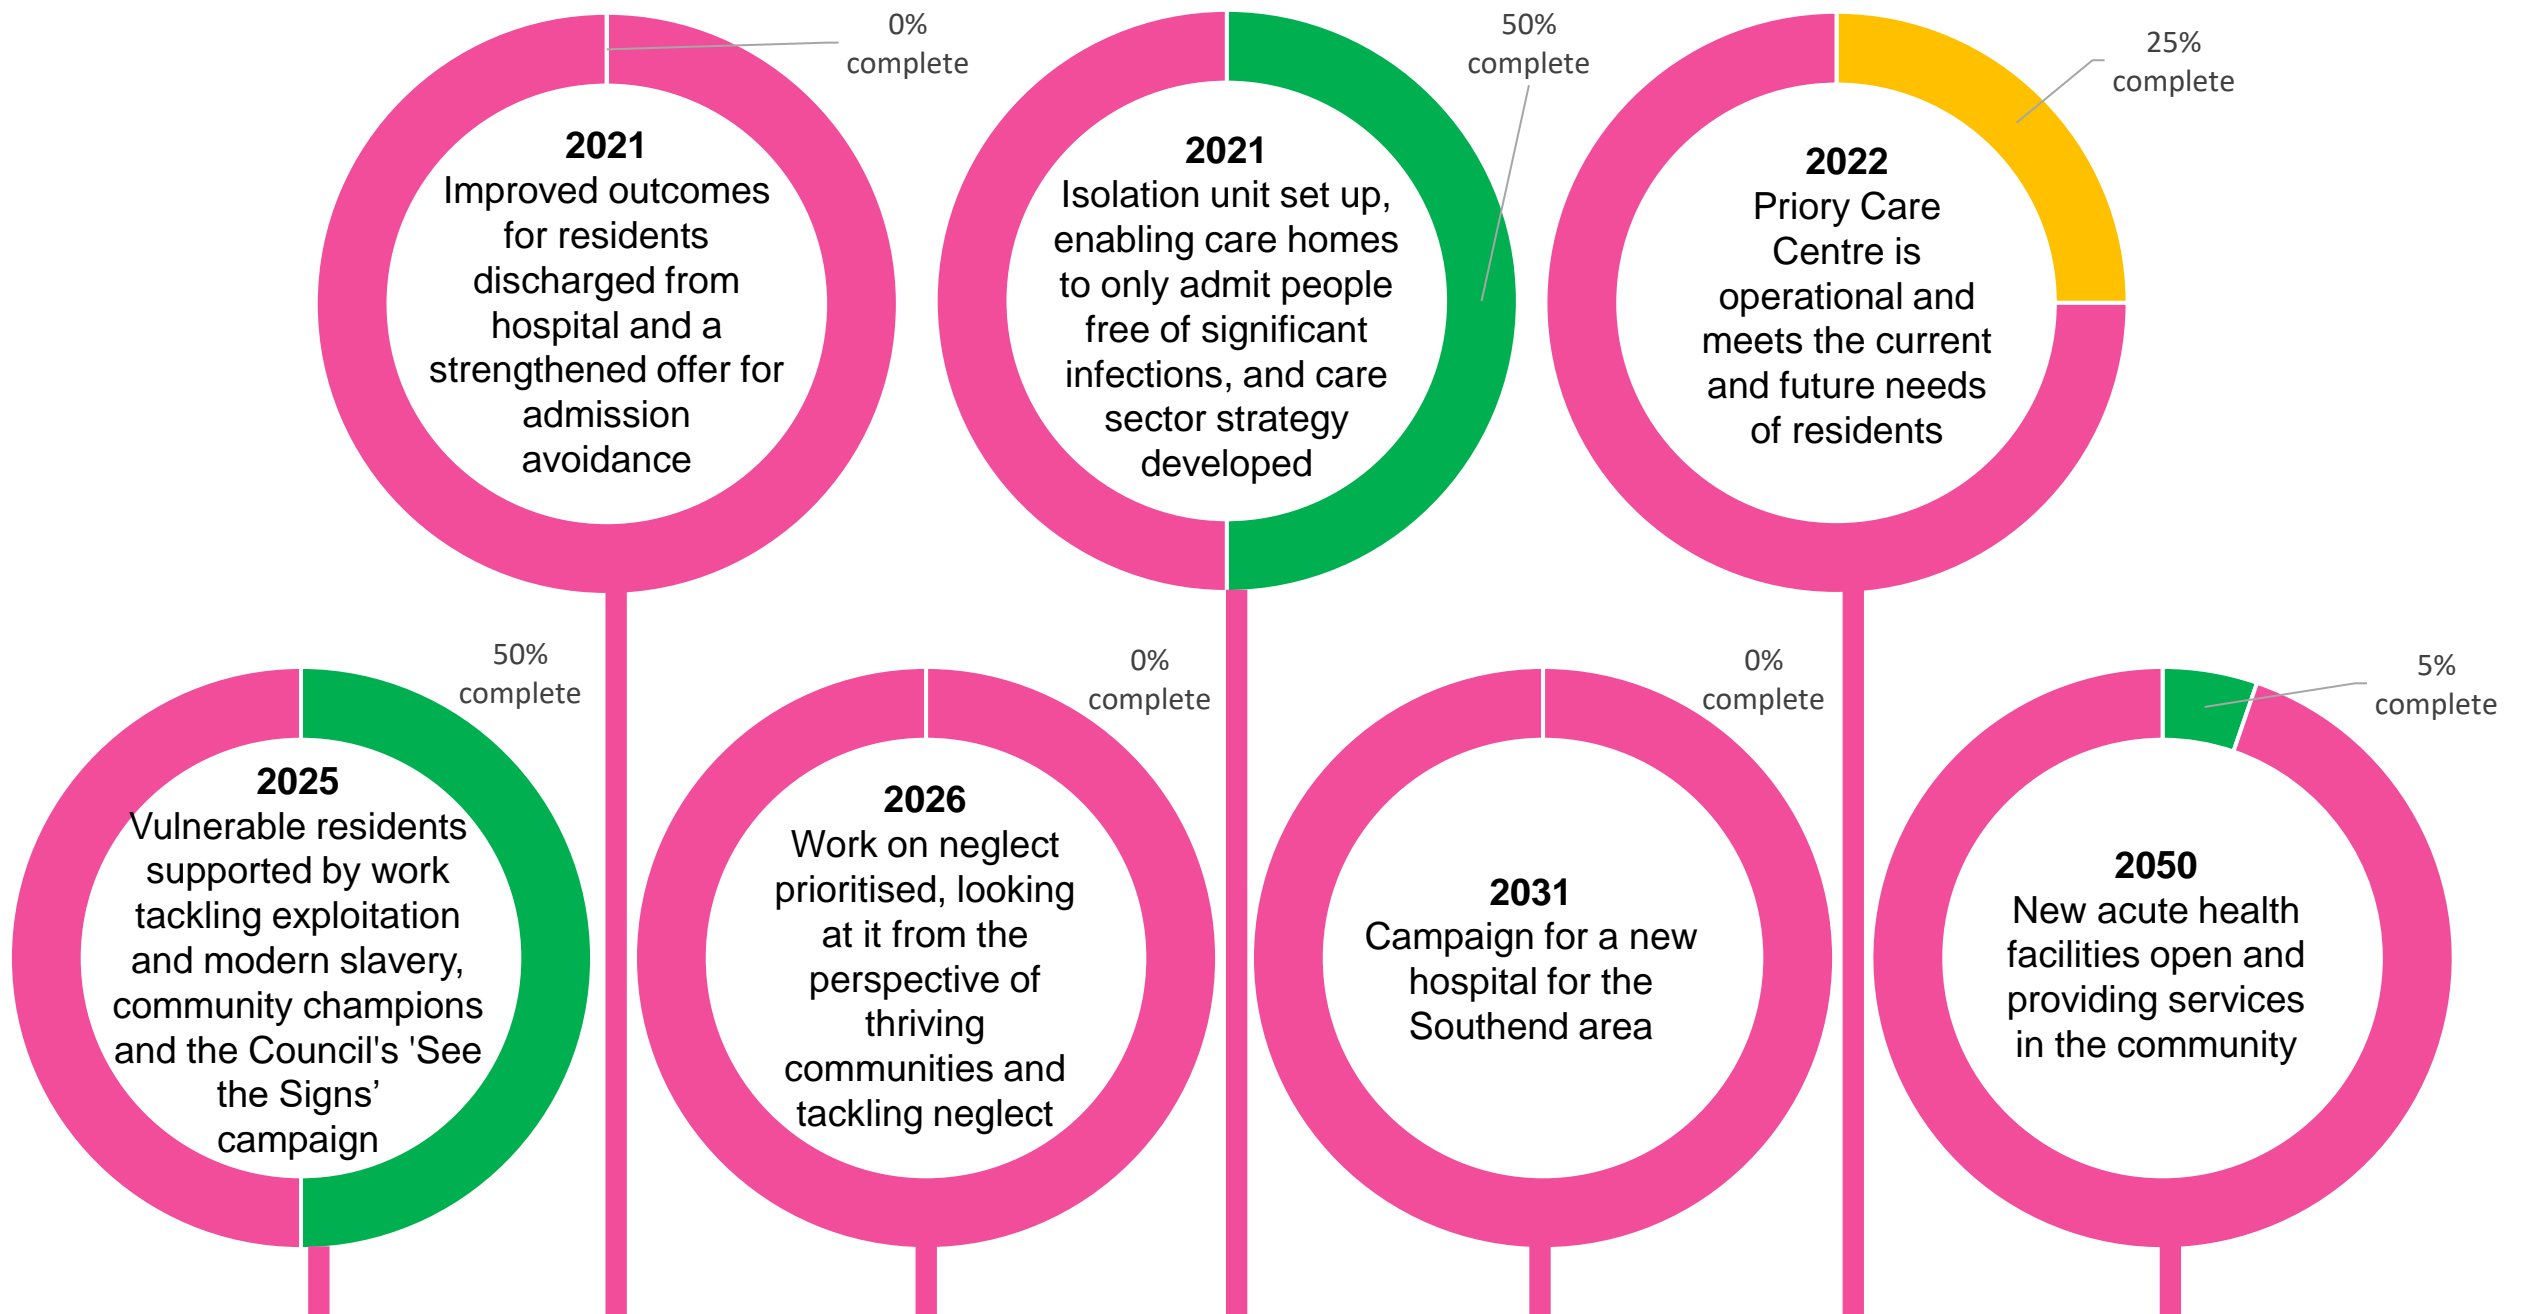 0%
complete
2021
Improved outcomes
for residents
discharged from
hospital and a
strengthened offer for
admission
avoidance
50%
complete
2021
Isolation unit set up,
enabling care homes
to only admit people
free of significant
infections, and care
sector strategy
developed
25%
complete
2022
Priory Care
Centre is
operational and
meets the current
and future needs
of residents
50%
complete
2025
Vulnerable residents
supported by work
tackling exploitation
and modern slavery,
community champions
and the Council's 'See
the Signs’
campaign
0%
complete
2026
Work on neglect
prioritised, looking
at it from the
perspective of
thriving
communities and
tackling neglect
0%
complete
2031
Campaign for a new
hospital for the
Southend area
5%
complete
2050
New acute health
facilities open and
providing services
in the community